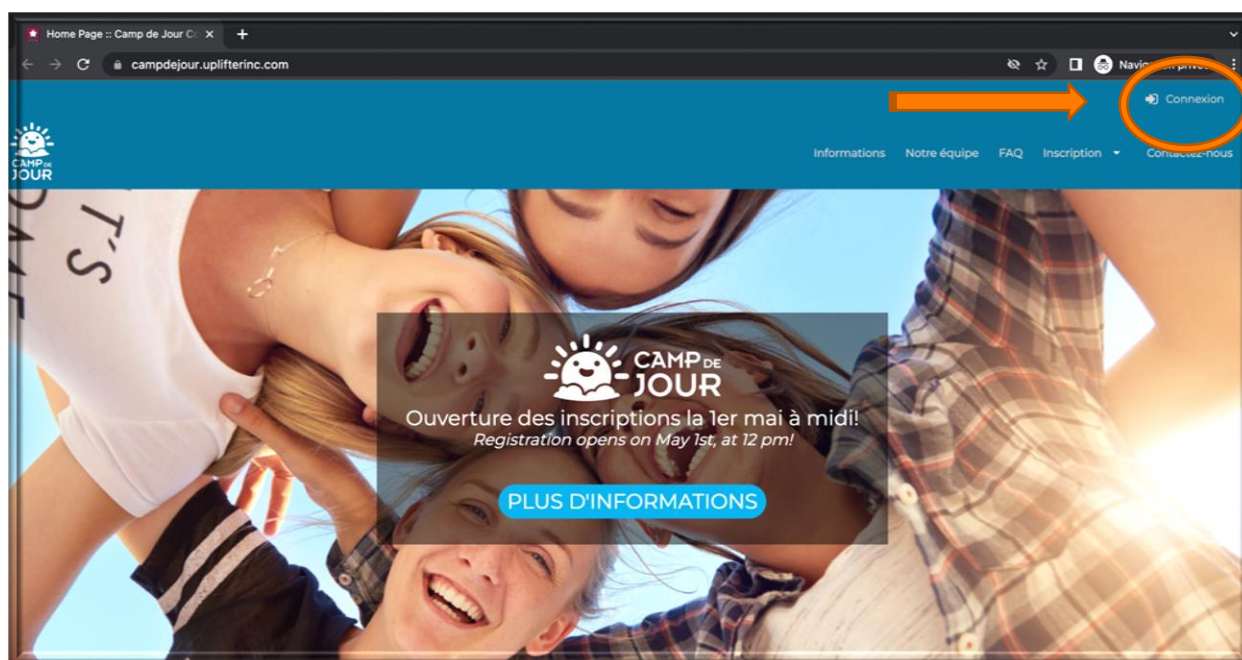 Home Page :: Camp de Jour C
campdejour.uplifterinc.com
Connexion
CAMP DE
JOUR
Informations Notre équipe FAQ Inscription Contactez-nous
T'S
CAMP DE
JOUR
Ouverture des inscriptions la 1er mai à midi!
Registration opens on May 1st, at 12 pm!
PLUS D'INFORMATIONS